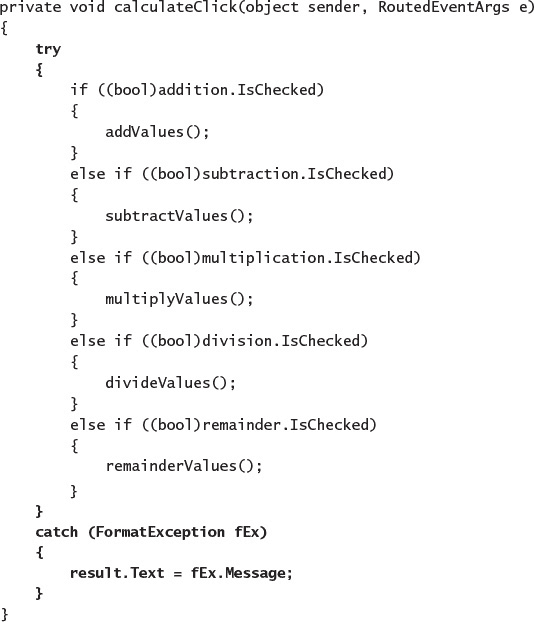 private void calculateClick(object sender, RoutedEventArgs e)
{
    try
    {
        if ((bool)addition.IsChecked)
        {
            addValues();
        }
        else if ((bool)subtraction.IsChecked)
        {
            subtractValues();
        }
        else if ((bool)multiplication.IsChecked)
        {
            multiplyValues();
        }
        else if ((bool)division.IsChecked)
        {
            divideValues();
        }
        else if ((bool)remainder.IsChecked)
        {
            remainderValues();
        }
    }
    catch (FormatException fEx)
    {
        result.Text = fEx.Message;
    }
}